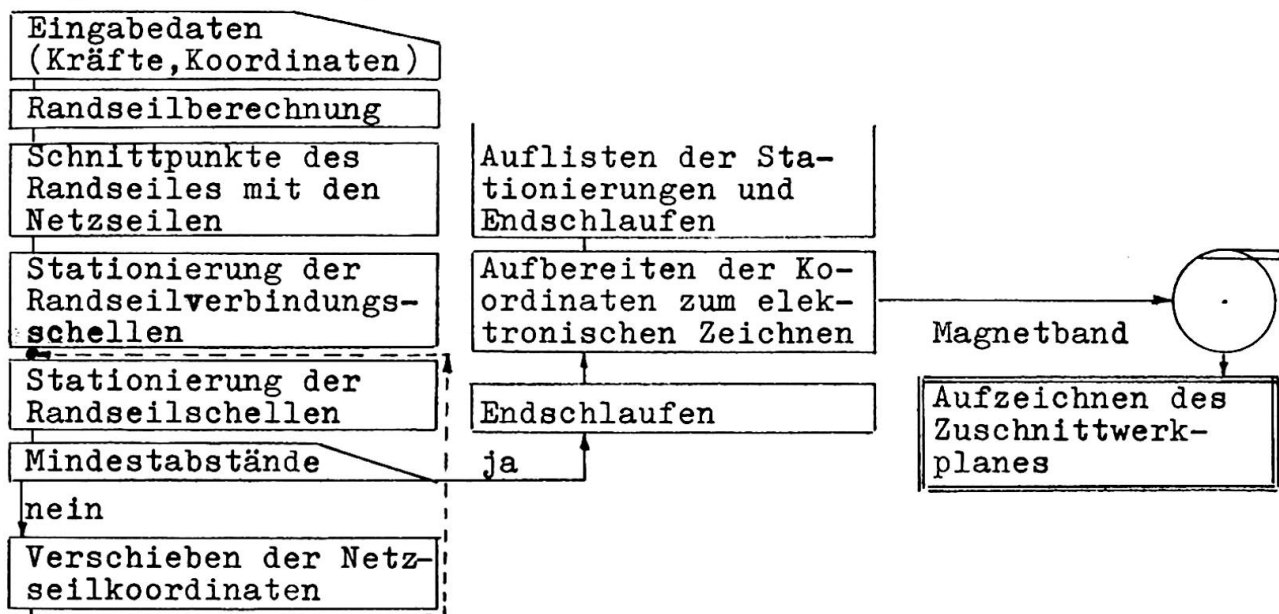 Eingabedaten
(Kräfte,Koordinaten)
Randseilberechnung
Schnittpunkte des
Randseiles mit den
Netzseilen
Stationierung der
Randseilverbindungs-
schellen
Stationierung der
Randseilschellen
Mindestabstände
nein
Verschieben der Netz-
seilkoordinaten
ja
Endschlaufen
Aufbereiten der Ko-
ordinaten zum elek-
tronischen Zeichnen
Auflisten der Sta-
tionierungen und
Endschlaufen
Magnetband
Aufzeichnen des
Zuschnittwerk-
planes